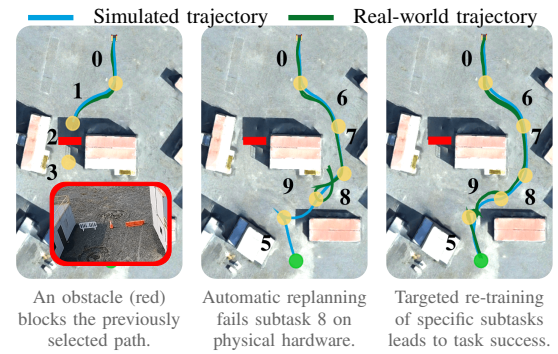 Simulated trajectory Real-world trajectory
0
1
2
3
0
6
7
8
9
5
0
6
7
8
9
5
An obstacle (red)
blocks the previously
selected path.
Automatic replanning
fails subtask 8 on
physical hardware.
Targeted re-training
of specific subtasks
leads to task success.